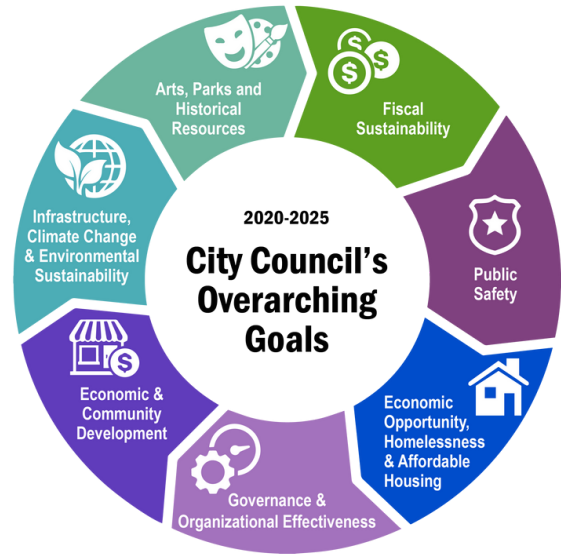 2020-2025
City Council's
Overarching
Goals
Fiscal
Sustainability
Public
Safety
Economic
Opportunity,
Homelessness
& Affordable
Housing
Governance &
Organizational Effectiveness
Economic &
Community
Development
Infrastructure,
Climate Change
& Environmental
Sustainability
Arts, Parks and
Historical
Resources
$
$
$
$